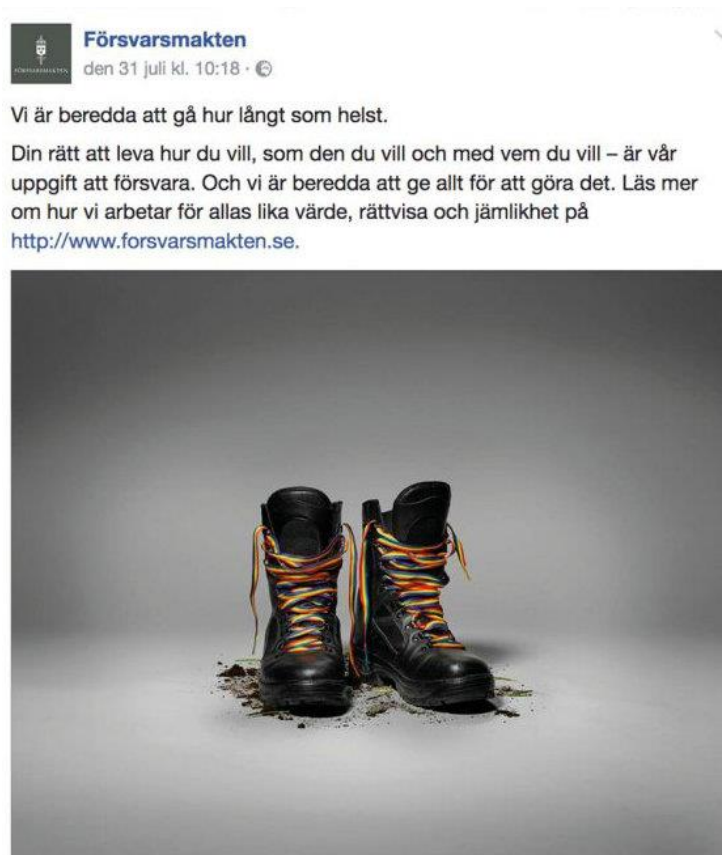 Försvarsmakten
den 31 juli kl. 10:18 ·
Vi är beredda att gå hur långt som helst.
Din rätt att leva hur du vill, som den du vill och med vem du vill – är vår
uppgift att försvara. Och vi är beredda att ge allt för att göra det. Läs mer
om hur vi arbetar för allas lika värde, rättvisa och jämlikhet på
http://www.forsvarsmakten.se.
FÖRSVARSMAKTEN